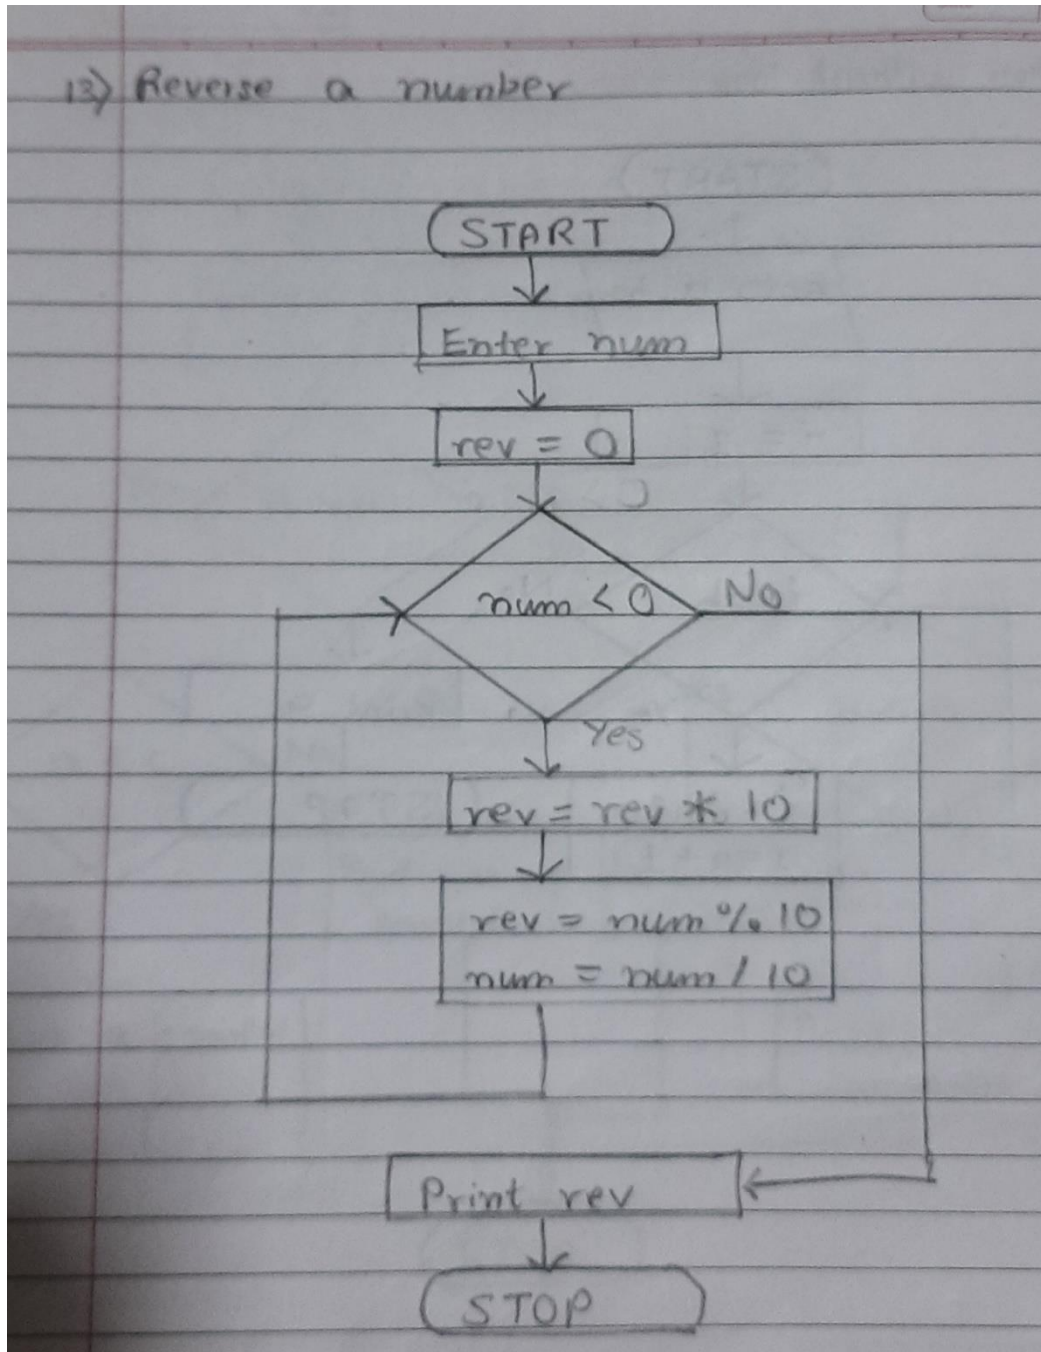 13) Reverse a number
START
Enter num
rev = 0
num < 0
No
Yes
rev = rev * 10
rev = num % 10
num = num / 10
Print rev
STOP